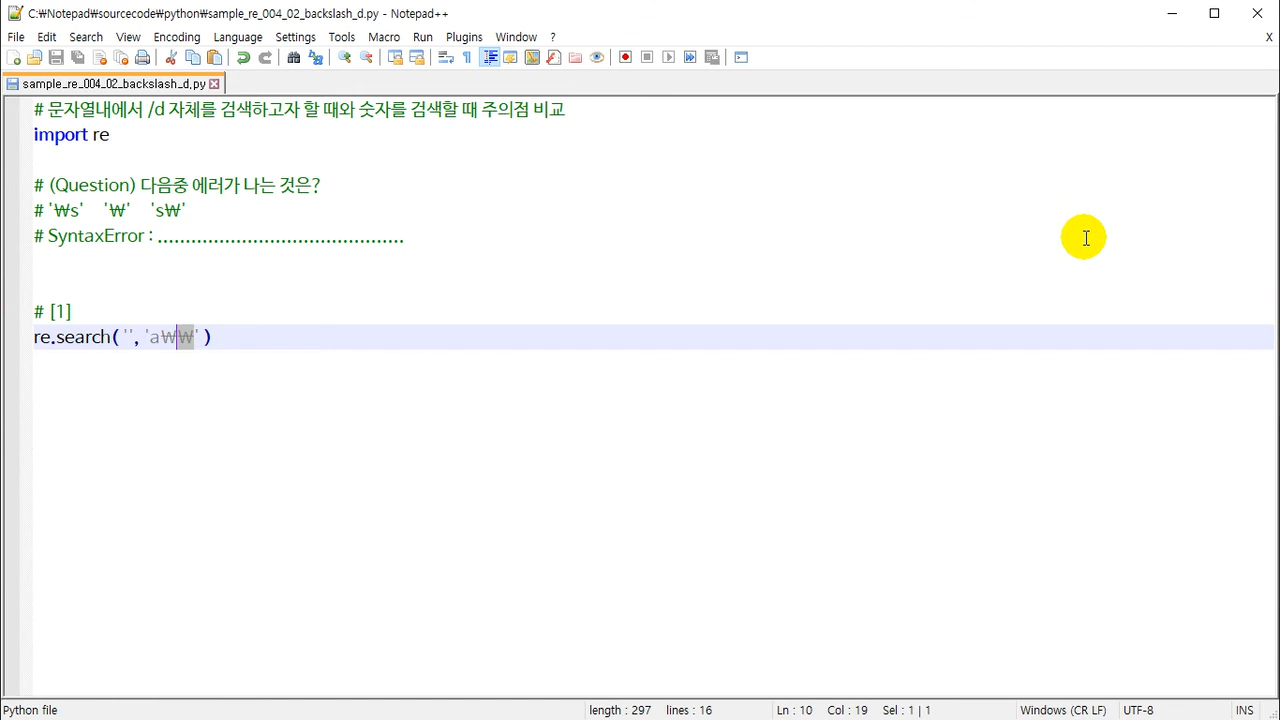 C:₩Notepad₩sourcecode₩python₩sample_re_004_02_backslash_d.py - Notepad++
File Edit Search View Encoding Language Settings Tools Macro Run Plugins Window ? X
sample_re_004_02_backslash_d.py
# 문자열내에서 /d 자체를 검색하고자 할 때와 숫자를 검색할 때 주의점 비교
import re
# (Question) 다음중 에러가 나는 것은?
# '₩s' '₩' 's₩'
# SyntaxError : ...........................................
# [1]
re.search( '', 'a₩₩' )
Python file length : 297 lines : 16 Ln : 10 Col : 19 Sel : 1 | 1 Windows (CR LF) UTF-8 INS